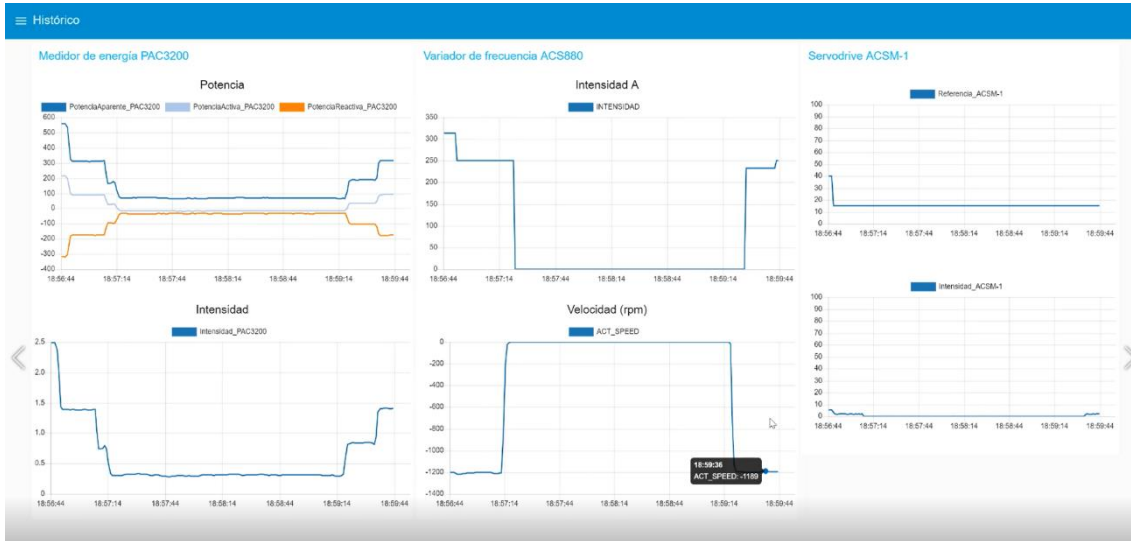 Histórico
Medidor de energía PAC3200
Potencia
PotenciaAparente_PAC3200 PotenciaActiva_PAC3200 PotenciaReactiva_PAC3200
600
500
400
300
200
100
0
-100
-200
-300
-400
18:56:44 18:57:14 18:57:44 18:58:14 18:58:44 18:59:14 18:59:44
Intensidad
Intensidad_PAC3200
2.5
2.0
1.5
1.0
0.5
0
18:56:44 18:57:14 18:57:44 18:58:14 18:58:44 18:59:14 18:59:44
Variador de frecuencia ACS880
Intensidad A
INTENSIDAD
350
300
250
200
150
100
50
0
18:56:44 18:57:14 18:57:44 18:58:14 18:58:44 18:59:14 18:59:44
Velocidad (rpm)
ACT_SPEED
0
-200
-400
-600
-800
-1000
-1200
-1400
18:59:36
ACT_SPEED: -1189
18:56:44 18:57:14 18:57:44 18:58:14 18:58:44 18:59:14 18:59:44
Servodrive ACSM-1
Referencia_ACSM-1
100
90
80
70
60
50
40
30
20
10
0
18:56:44 18:57:14 18:57:44 18:58:14 18:58:44 18:59:14 18:59:44
Intensidad_ACSM-1
100
90
80
70
60
50
40
30
20
10
0
18:56:44 18:57:14 18:57:44 18:58:14 18:58:44 18:59:14 18:59:44